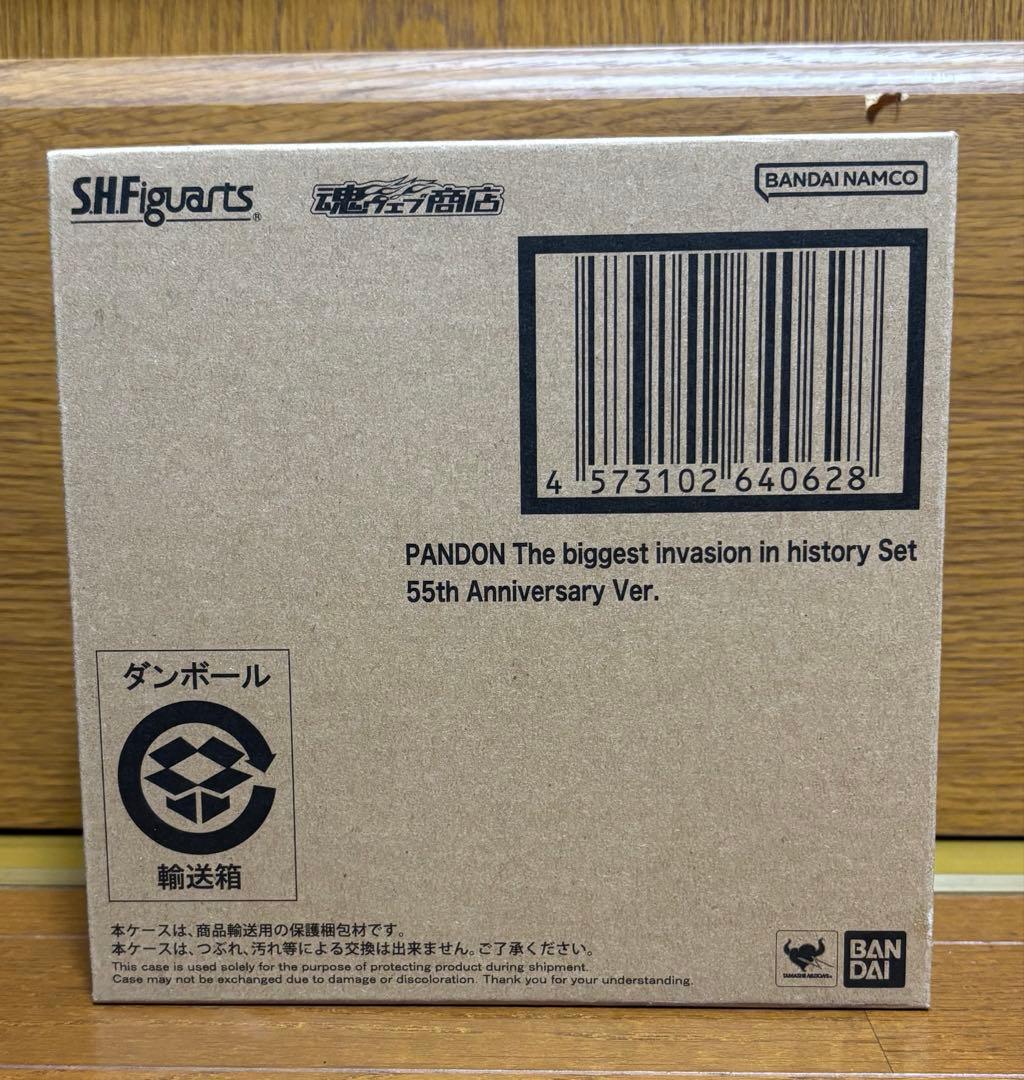 S.H.Figuarts®
魂ウェブ商店
BANDAI NAMCO
4 573102 640628
PANDON The biggest invasion in history Set
55th Anniversary Ver.
ダンボール
輸送箱
本ケースは、商品輸送用の保護梱包材です。
本ケースは、つぶれ、汚れ等による交換は出来ません。ご了承ください。
This case is used solely for the purpose of protecting product during shipment.
Case may not be exchanged due to damage or discoloration. Thank you for your understanding.
TAMASHII NATIONS
BAN
DAI